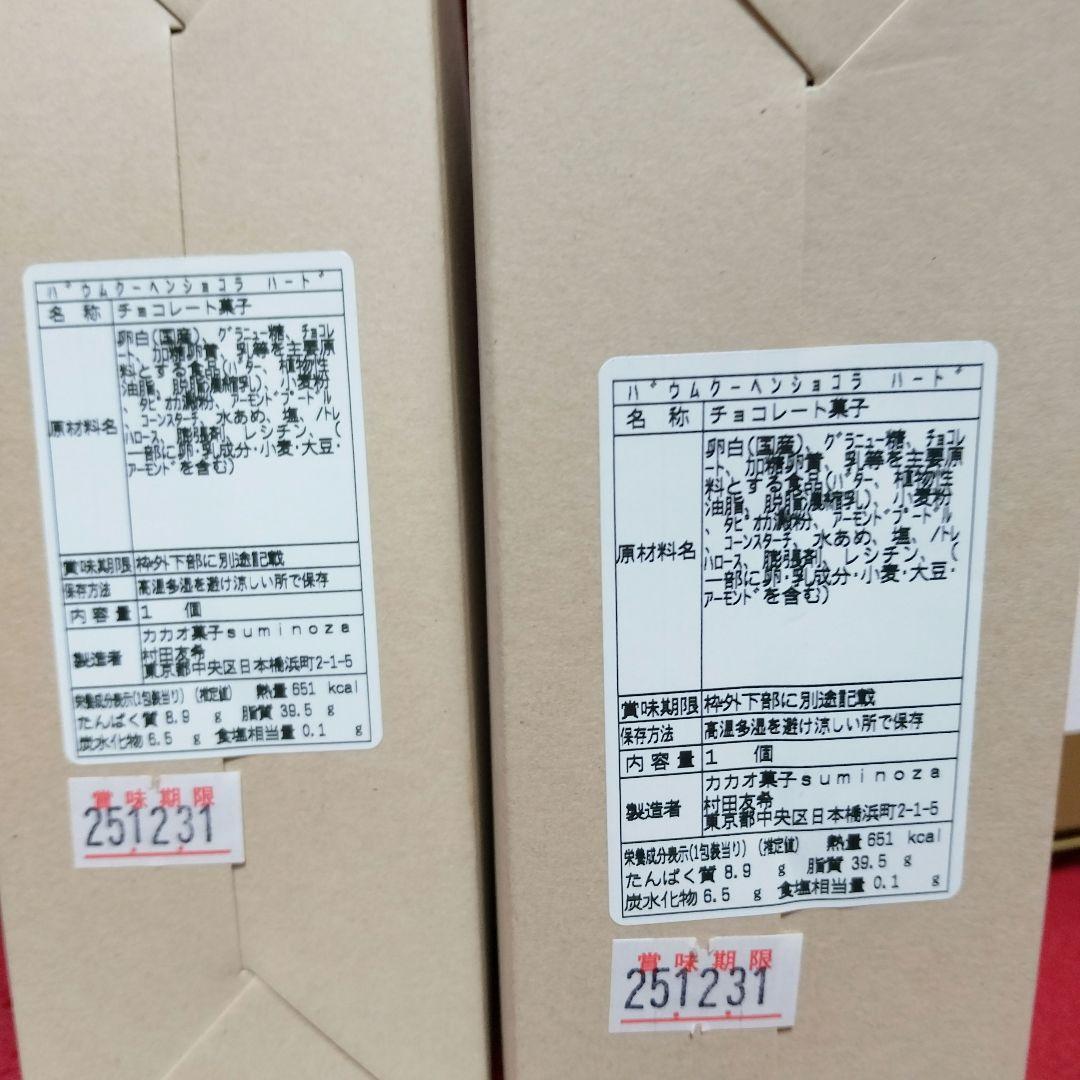 バウムクーヘンショコラ ハード
名称 チョコレート菓子
原材料名
卵白(国産)、グラニュー糖、チョコレ
ート、加糖卵黄、乳等を主要原
料とする食品(バター、植物性
油脂、脱脂濃縮乳)、小麦粉
、タピオカ澱粉、アーモンドプードル
、コーンスターチ、水あめ、塩、/トレ
ハロース、膨張剤、レシチン、(
一部に卵・乳成分・小麦・大豆・
アーモンドを含む)
賞味期限 枠外下部に別途記載
保存方法 高温多湿を避け涼しい所で保存
内容量 1 個
製造者
カカオ菓子suminoza
村田友希
東京都中央区日本橋浜町2-1-5
栄養成分表示(1包装当り) (推定値) 熱量 651 kcal
たんぱく質 8.9 g 脂質 39.5 g
炭水化物 6.5 g 食塩相当量 0.1 g
賞味期限
251231
バウムクーヘンショコラ ハード
名称 チョコレート菓子
原材料名
卵白(国産)、グラニュー糖、チョコレ
ート、加糖卵黄、乳等を主要原
料とする食品(バター、植物性
油脂、脱脂濃縮乳)、小麦粉
、タピオカ澱粉、アーモンドプードル
、コーンスターチ、水あめ、塩、/トレ
ハロース、膨張剤、レシチン、(
一部に卵・乳成分・小麦・大豆・
アーモンドを含む)
賞味期限 枠外下部に別途記載
保存方法 高温多湿を避け涼しい所で保存
内容量 1 個
製造者
カカオ菓子suminoza
村田友希
東京都中央区日本橋浜町2-1-5
栄養成分表示(1包装当り) (推定値) 熱量 651 kcal
たんぱく質 8.9 g 脂質 39.5 g
炭水化物 6.5 g 食塩相当量 0.1 g
賞味期限
251231